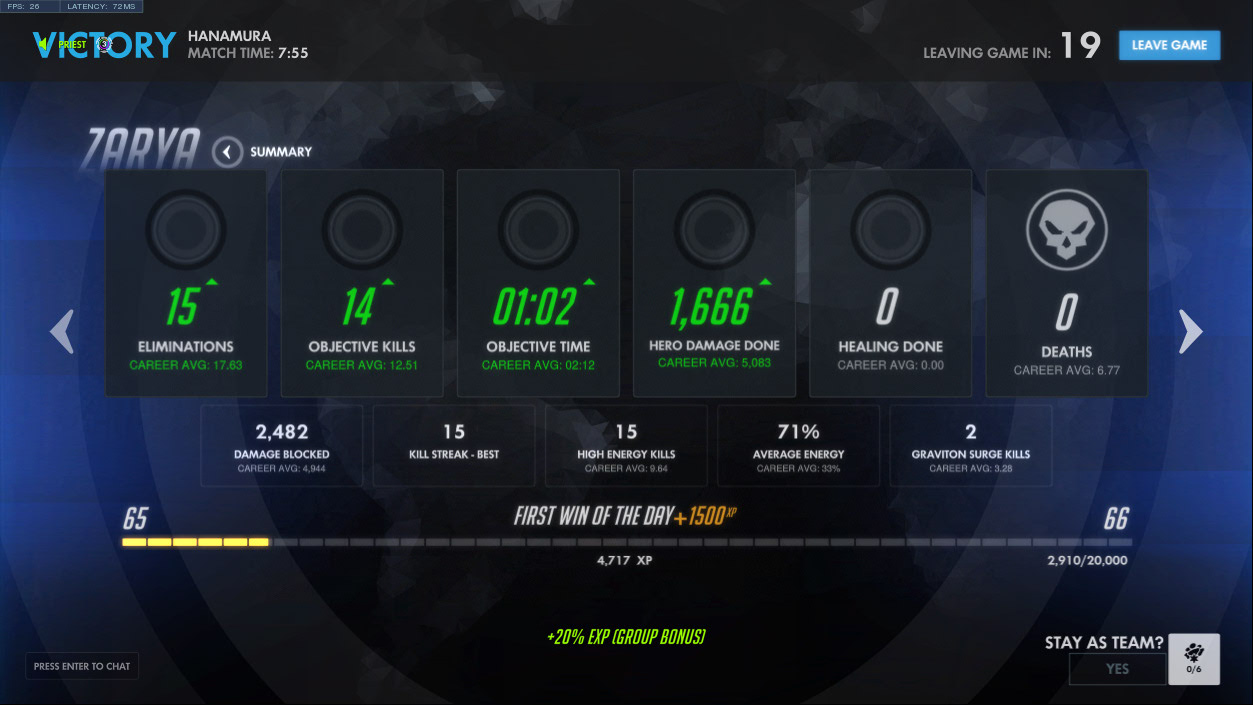 FPS: 26 LATENCY: 72 MS
VICTORY
PRIEST
HANAMURA
MATCH TIME: 7:55
LEAVING GAME IN: 19
LEAVE GAME
ZARYA
SUMMARY
15
ELIMINATIONS
CAREER AVG: 17.63
14
OBJECTIVE KILLS
CAREER AVG: 12.51
01:02
OBJECTIVE TIME
CAREER AVG: 02:12
1,666
HERO DAMAGE DONE
CAREER AVG: 5,083
0
HEALING DONE
CAREER AVG: 0.00
0
DEATHS
CAREER AVG: 6.77
2,482
DAMAGE BLOCKED
CAREER AVG: 4,944
15
KILL STREAK - BEST
15
HIGH ENERGY KILLS
CAREER AVG: 9.64
71%
AVERAGE ENERGY
CAREER AVG: 33%
2
GRAVITON SURGE KILLS
CAREER AVG: 3.28
65
FIRST WIN OF THE DAY +1500 XP
66
4,717 XP
2,910/20,000
+20% EXP (GROUP BONUS)
STAY AS TEAM?
YES
0/6
PRESS ENTER TO CHAT